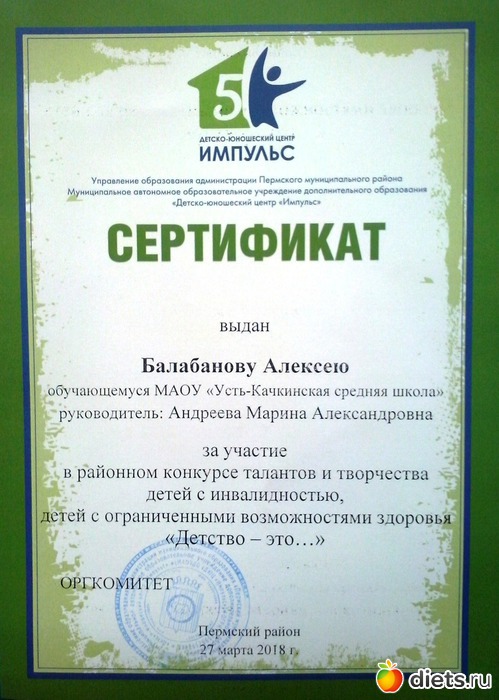 5
ДЕТСКО-ЮНОШЕСКИЙ ЦЕНТР
ИМПУЛЬС
Управление образования администрации Пермского муниципального района
Муниципальное автономное образовательное учреждение дополнительного образования
«Детско-юношеский центр «Импульс»
СЕРТИФИКАТ
выдан
Балабанову Алексею
обучающемуся МАОУ «Усть-Качкинская средняя школа»
руководитель: Андреева Марина Александровна
за участие
в районном конкурсе талантов и творчества
детей с инвалидностью,
детей с ограниченными возможностями здоровья
«Детство – это…»
ОРГКОМИТЕТ
Пермский район
27 марта 2018 г.
diets.ru